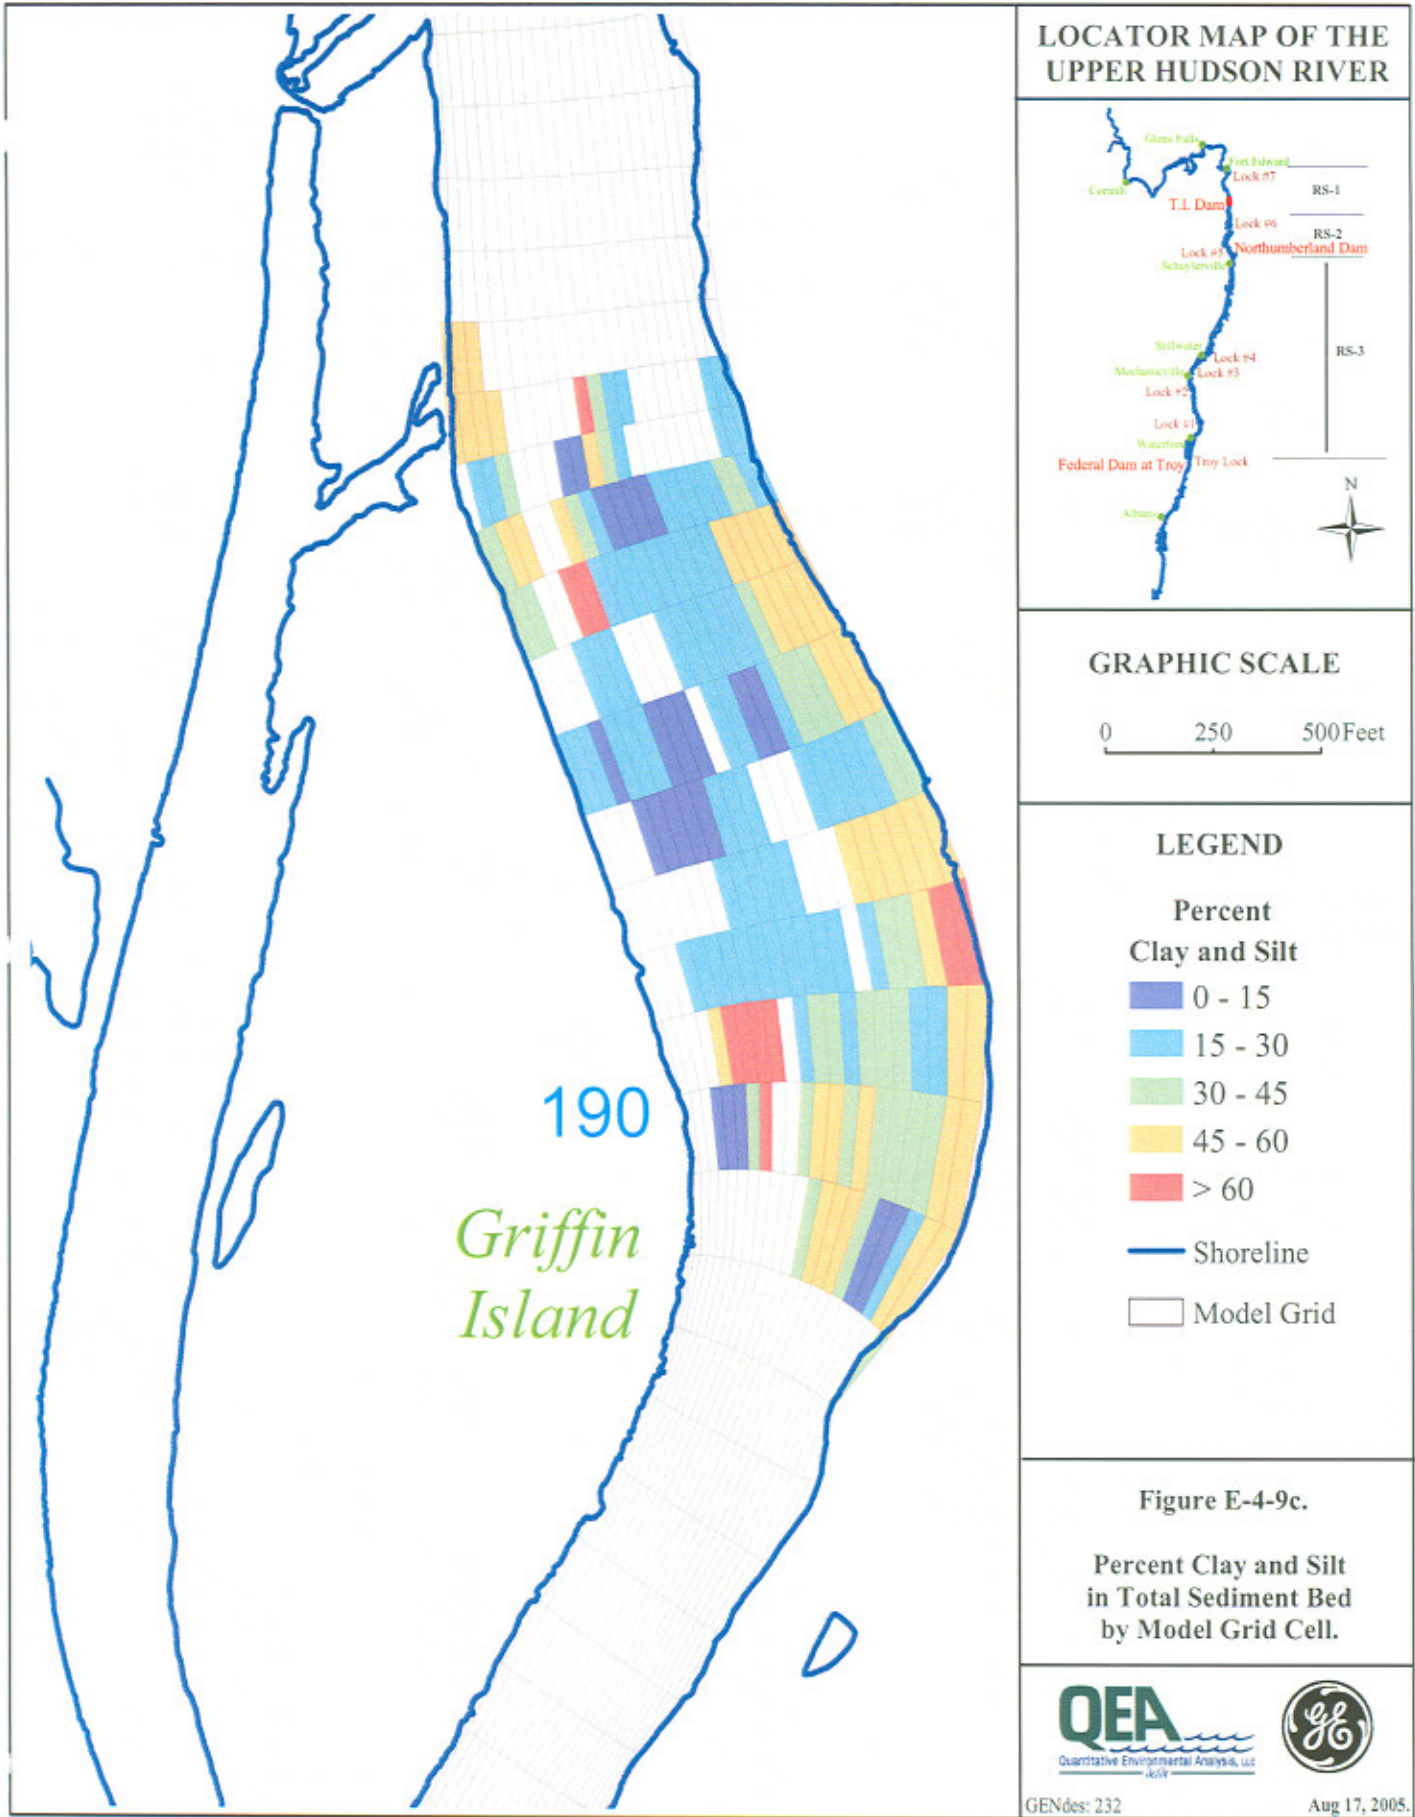 LOCATOR MAP OF THE
UPPER HUDSON RIVER
Glens Falls
Fort Edward
Lock #7
Corinth
RS-1
T.I. Dam
Lock #6
RS-2
Northumberland Dam
Lock #5
Schuylerville
Stillwater
Lock #4
RS-3
Mechanicville
Lock #3
Lock #2
Lock #1
Waterford
Federal Dam at Troy
Troy Lock
N
Albany
GRAPHIC SCALE
0 250 500 Feet
LEGEND
Percent
Clay and Silt
0 - 15
15 - 30
30 - 45
45 - 60
> 60
Shoreline
Model Grid
190
Griffin
Island
Figure E-4-9c.
Percent Clay and Silt
in Total Sediment Bed
by Model Grid Cell.
QEA
Quantitative Environmental Analysis, LLC
GE
GENdes: 232
Aug 17, 2005.